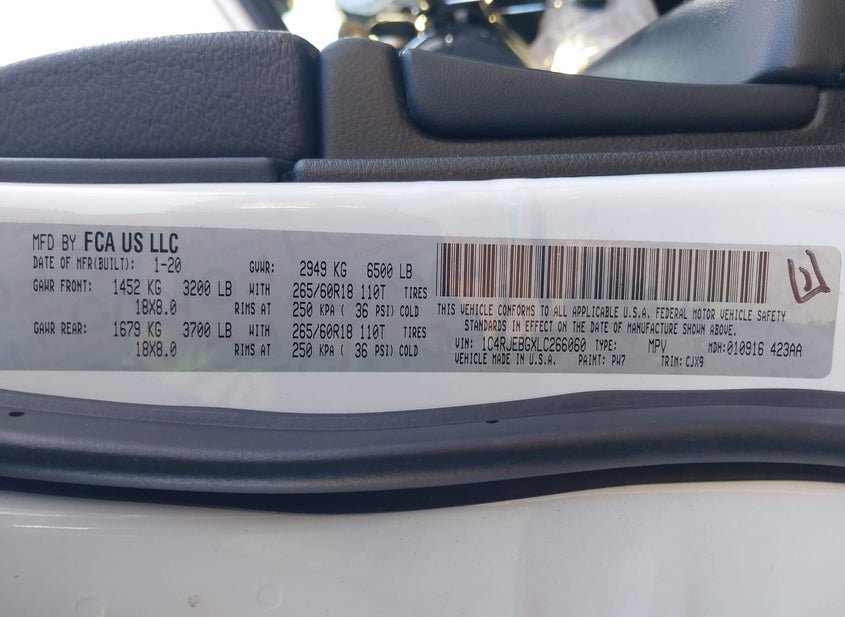 MFD BY FCA US LLC
DATE OF MFR(BUILT): 1-20 GVWR: 2949 KG 6500 LB
GAWR FRONT: 1452 KG 3200 LB WITH 265/60R18 110T TIRES
18X8.0 RIMS AT 250 KPA ( 36 PSI) COLD
GAWR REAR: 1679 KG 3700 LB WITH 265/60R18 110T TIRES
18X8.0 RIMS AT 250 KPA ( 36 PSI) COLD
THIS VEHICLE CONFORMS TO ALL APPLICABLE U.S.A. FEDERAL MOTOR VEHICLE SAFETY
STANDARDS IN EFFECT ON THE DATE OF MANUFACTURE SHOWN ABOVE.
VIN: 1C4RJEBGXLC266060 TYPE: MPV MDH:010916 423AA
VEHICLE MADE IN U.S.A. PAINT: PW7 TRIM: CJX9